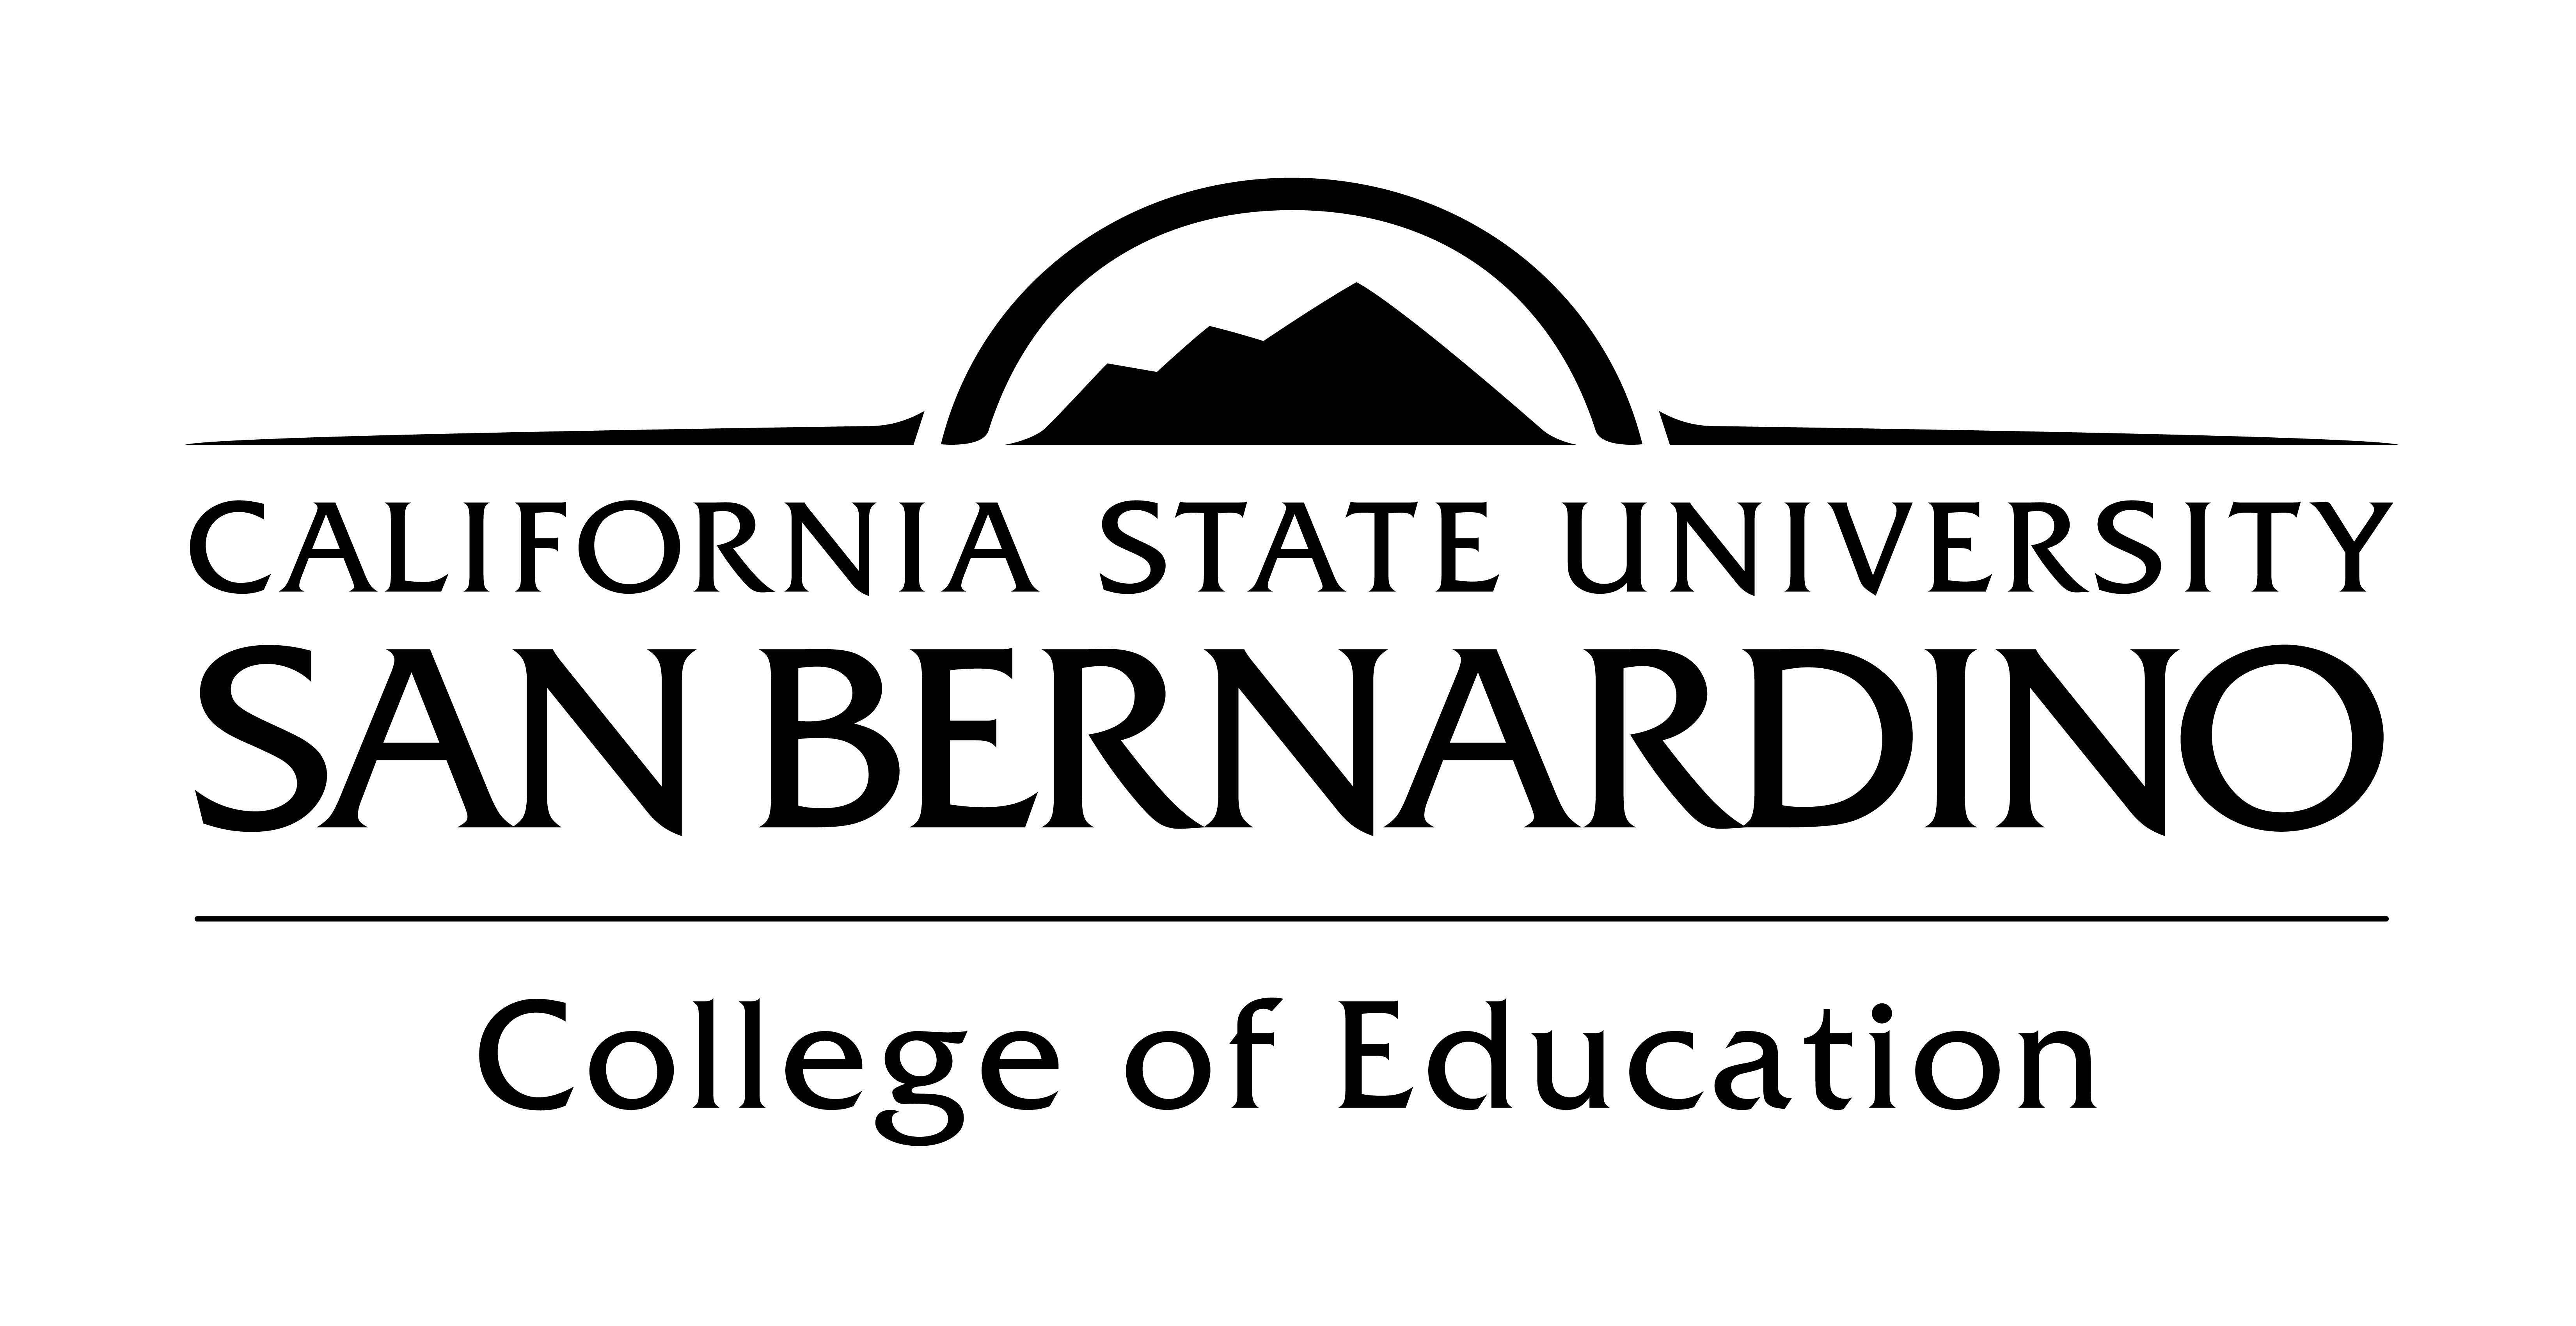 CALIFORNIA STATE UNIVERSITY
SAN BERNARDINO
College of Education